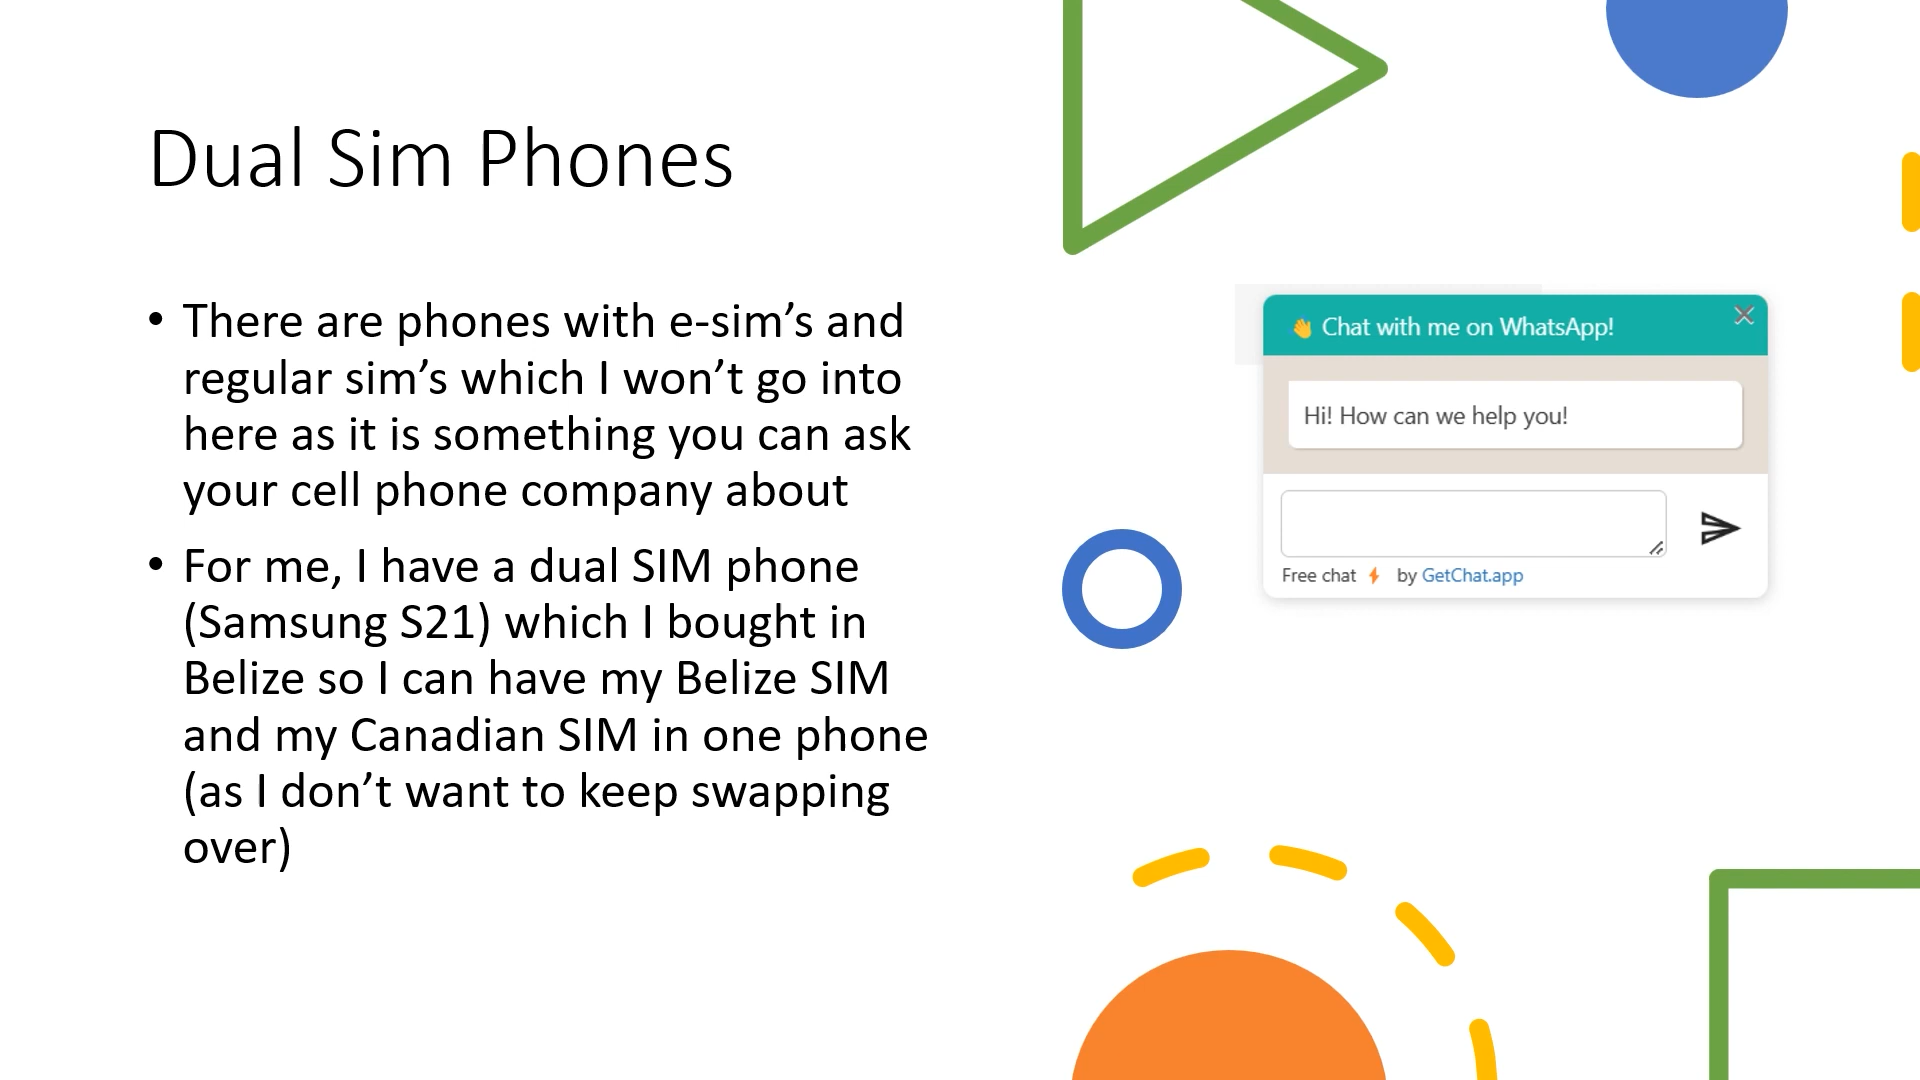 Dual Sim Phones
• There are phones with e-sim’s and
regular sim’s which I won’t go into
here as it is something you can ask
your cell phone company about
• For me, I have a dual SIM phone
(Samsung S21) which I bought in
Belize so I can have my Belize SIM
and my Canadian SIM in one phone
(as I don’t want to keep swapping
over)
👋 Chat with me on WhatsApp!
Hi! How can we help you!
Free chat ⚡ by GetChat.app